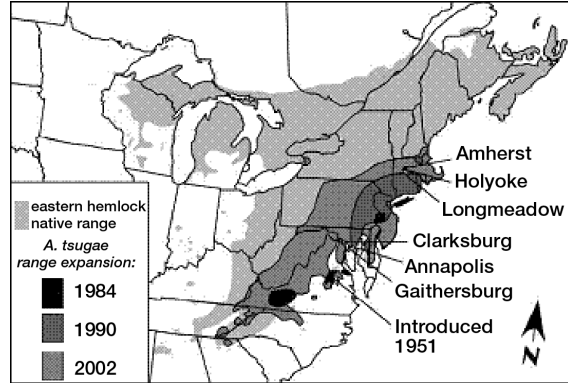 Amherst
Holyoke
Longmeadow
Clarksburg
Annapolis
Gaithersburg
Introduced
1951
eastern hemlock
native range
A. tsugae
range expansion:
1984
1990
2002
N